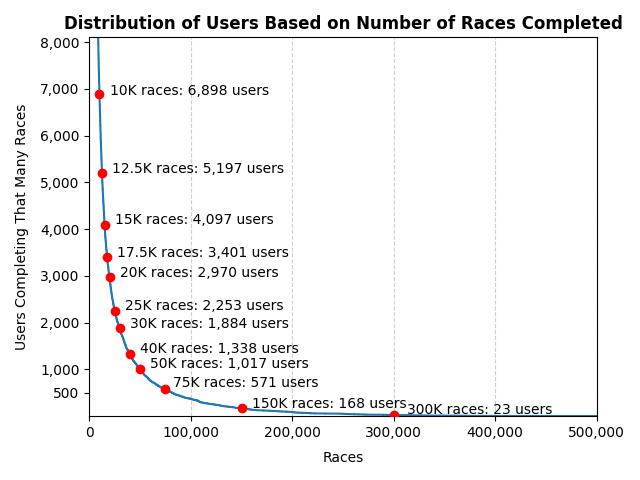 Distribution of Users Based on Number of Races Completed
Users Completing That Many Races
8,000
7,000
6,000
5,000
4,000
3,000
2,000
1,000
500
10K races: 6,898 users
12.5K races: 5,197 users
15K races: 4,097 users
17.5K races: 3,401 users
20K races: 2,970 users
25K races: 2,253 users
30K races: 1,884 users
40K races: 1,338 users
50K races: 1,017 users
75K races: 571 users
150K races: 168 users
300K races: 23 users
0
100,000
200,000
300,000
400,000
500,000
Races